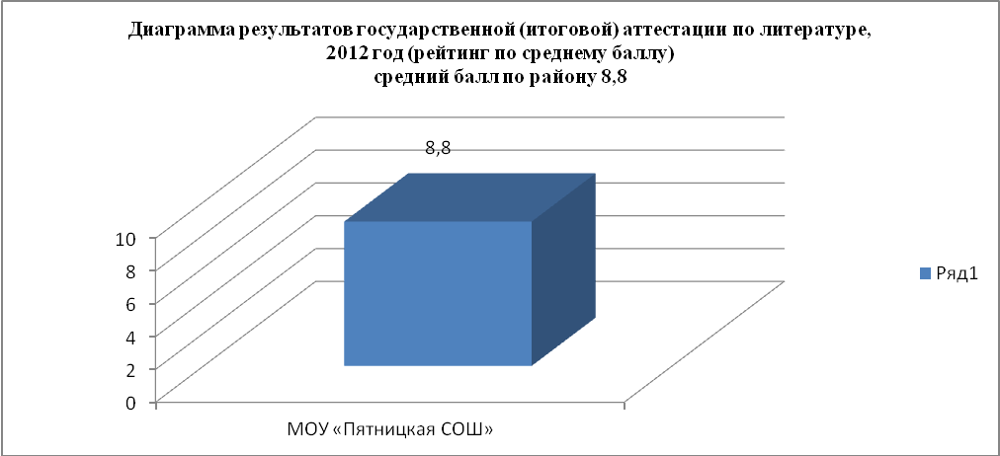 Диаграмма результатов государственной (итоговой) аттестации по литературе,
2012 год (рейтинг по среднему баллу)
средний балл по району 8,8
8,8
10
8
6
4
2
0
Ряд1
МОУ «Пятницкая СОШ»